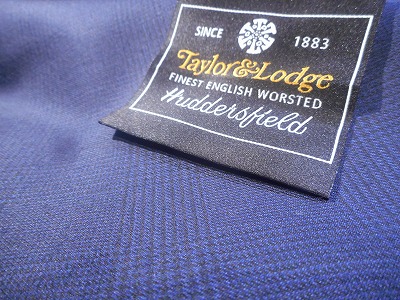 SINCE 1883
Taylor & Lodge
FINEST ENGLISH WORSTED
Huddersfield